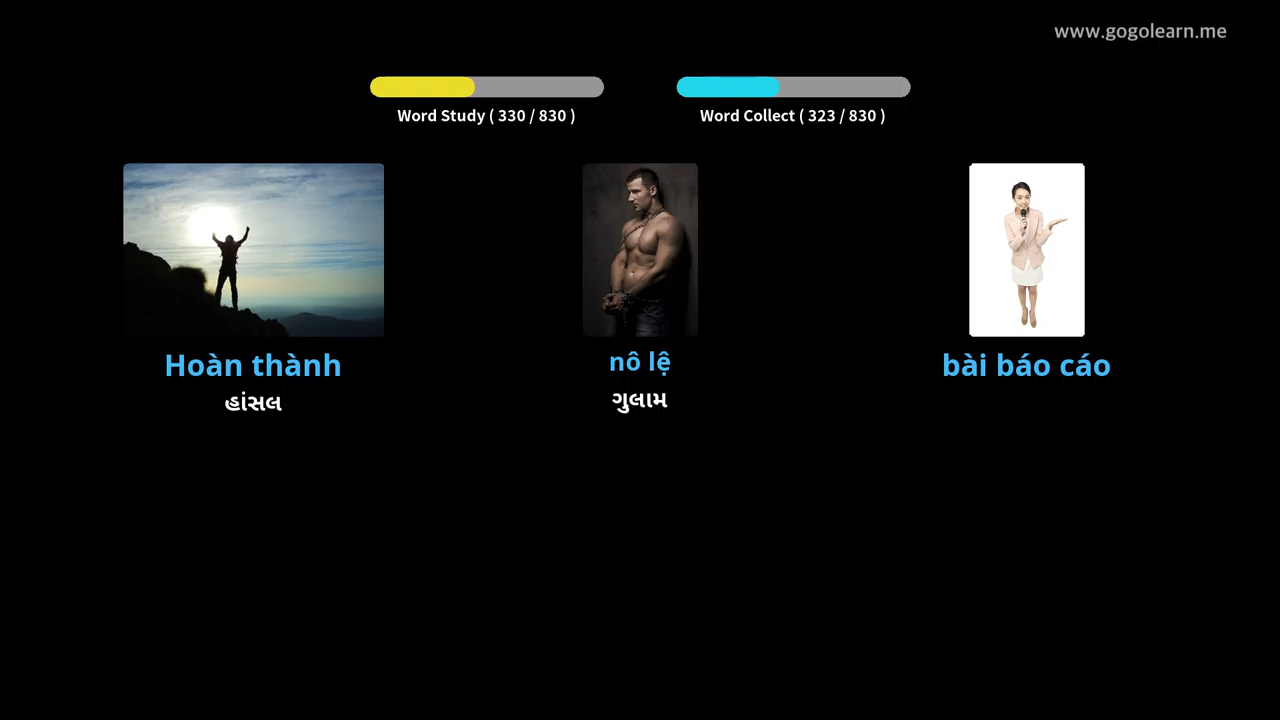 www.gogolearn.me
Word Study ( 330 / 830 )
Word Collect ( 323 / 830 )
Hoàn thành
હાંસલ
nô lệ
ગુલામ
bài báo cáo